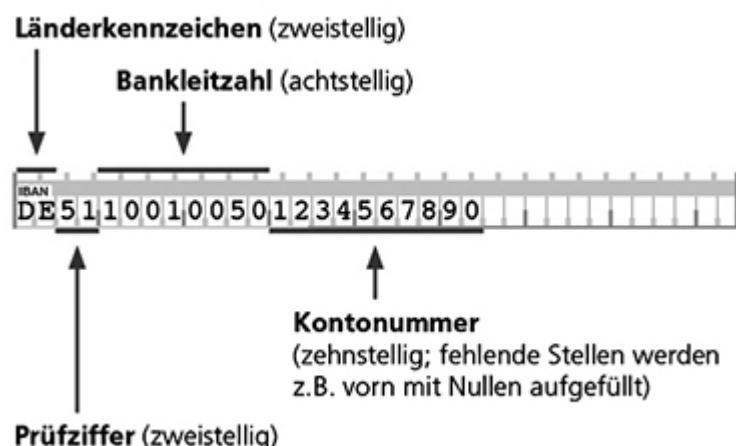 Länderkennzeichen (zweistellig)
Bankleitzahl (achtstellig)
IBAN
DE51100100501234567890
Kontonummer
(zehnstellig; fehlende Stellen werden
z.B. vorn mit Nullen aufgefüllt)
Prüfziffer (zweistellig)